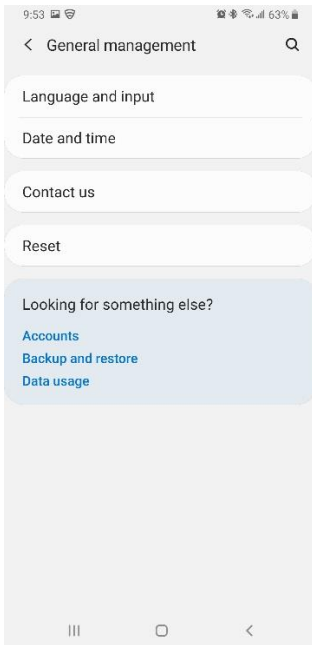 9:53 63%
General management
Language and input
Date and time
Contact us
Reset
Looking for something else?
Accounts
Backup and restore
Data usage